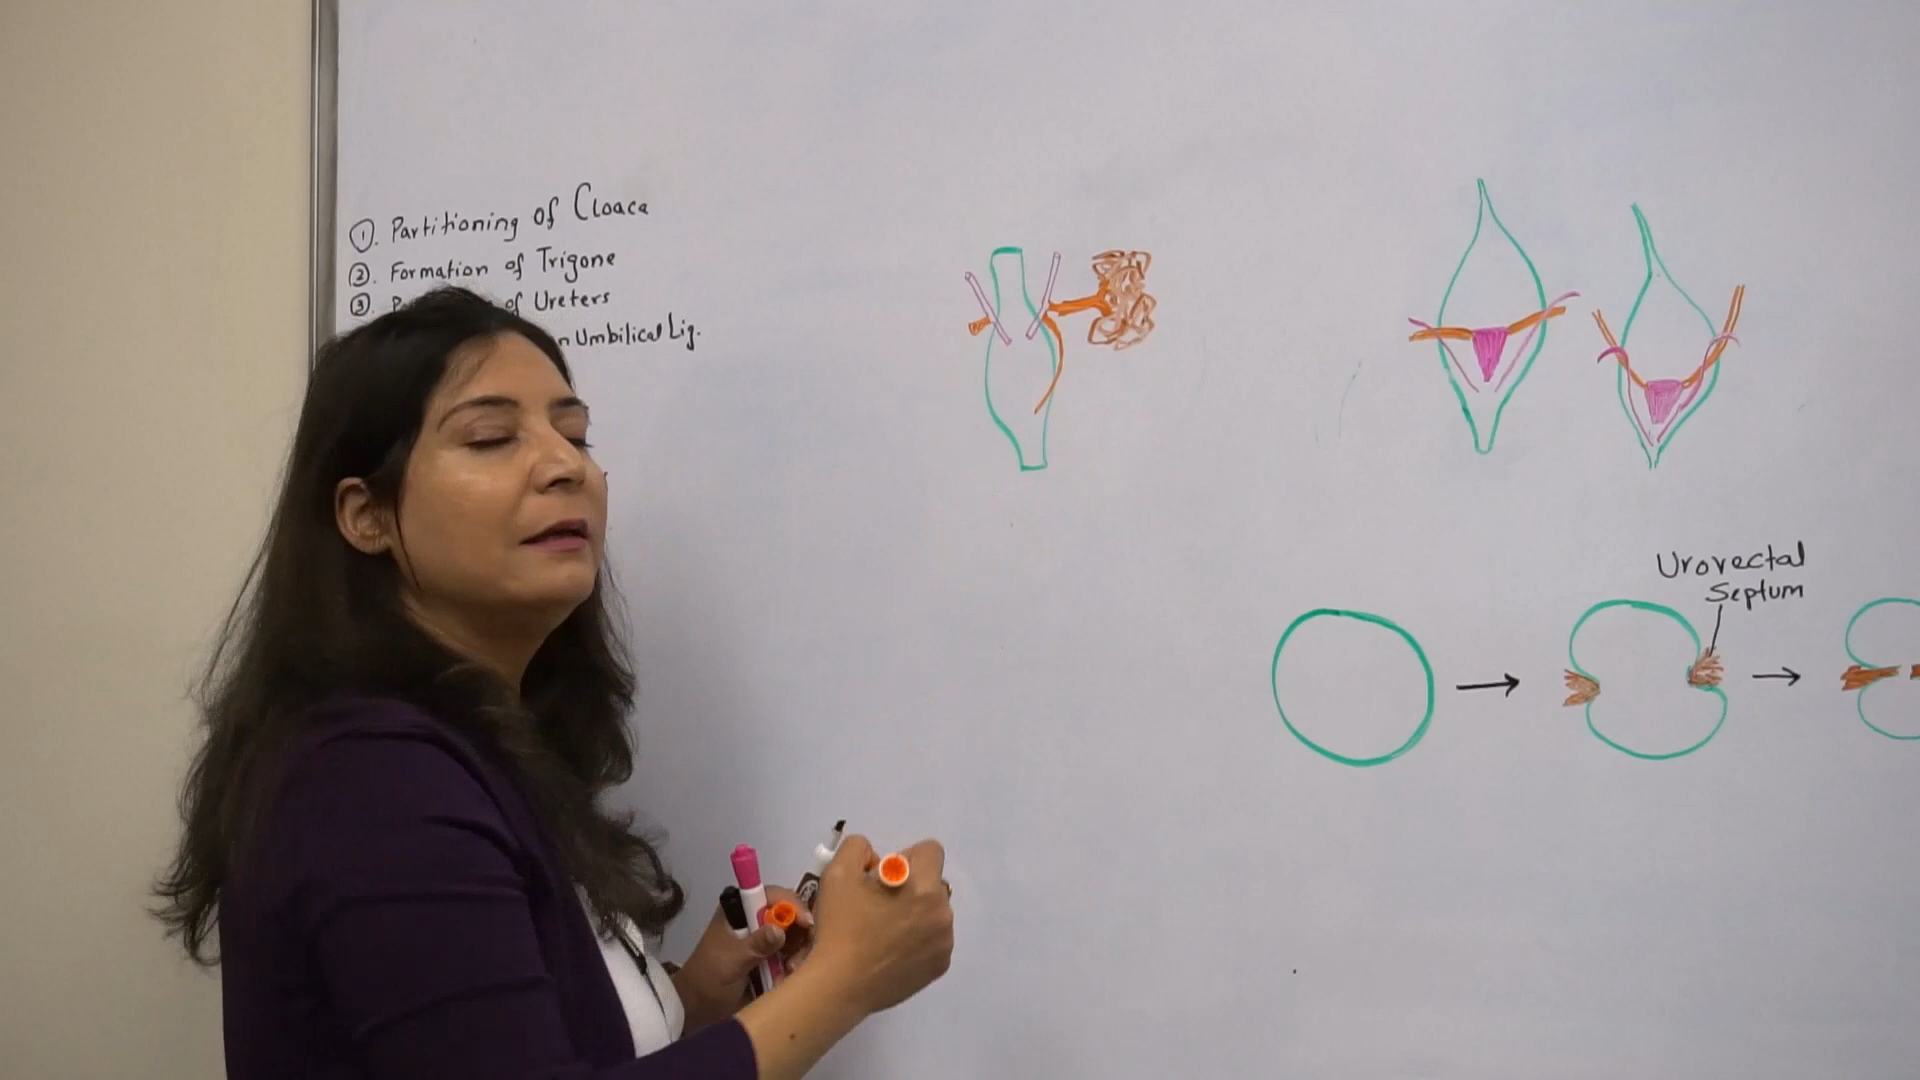 ①. Partitioning of Cloaca
②. Formation of Trigone
③. of Ureters
Umbilical Lig.
Urorectal
Septum